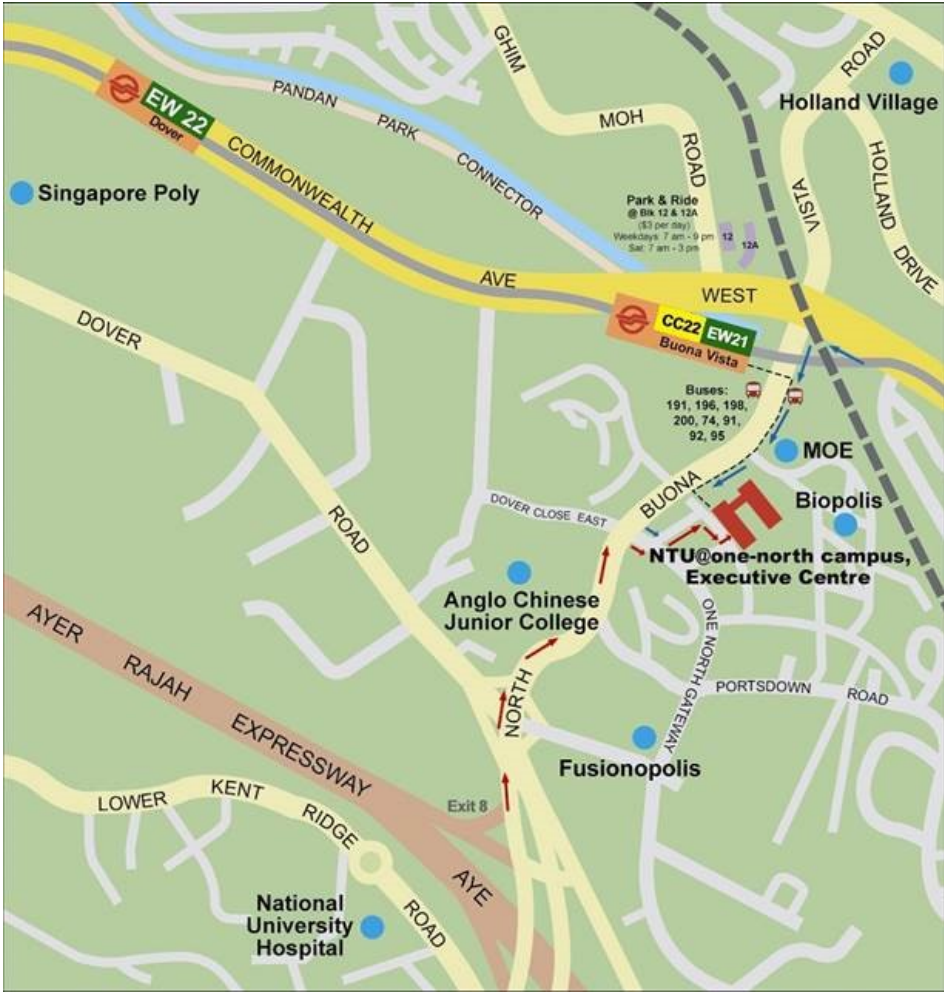 GHIM
MOH
ROAD
ROAD
Holland Village
HOLLAND
DRIVE
VISTA
EW 22
Dover
PANDAN
PARK
CONNECTOR
COMMONWEALTH
AVE
WEST
Singapore Poly
Park & Ride
@ Blk 12 & 12A
($3 per day)
Weekdays 7 am - 9 pm
Sat: 7 am - 3 pm
12
12A
CC22 EW21
Buona Vista
DOVER
ROAD
Buses:
191, 196, 198,
200, 74, 91,
92, 95
MOE
BUONA
Biopolis
DOVER CLOSE EAST
NTU@one-north campus,
Executive Centre
Anglo Chinese
Junior College
ONE NORTH GATEWAY
AYER
RAJAH
EXPRESSWAY
NORTH
PORTSDOWN
ROAD
Fusionopolis
LOWER
KENT
RIDGE
ROAD
Exit 8
AYE
National
University
Hospital